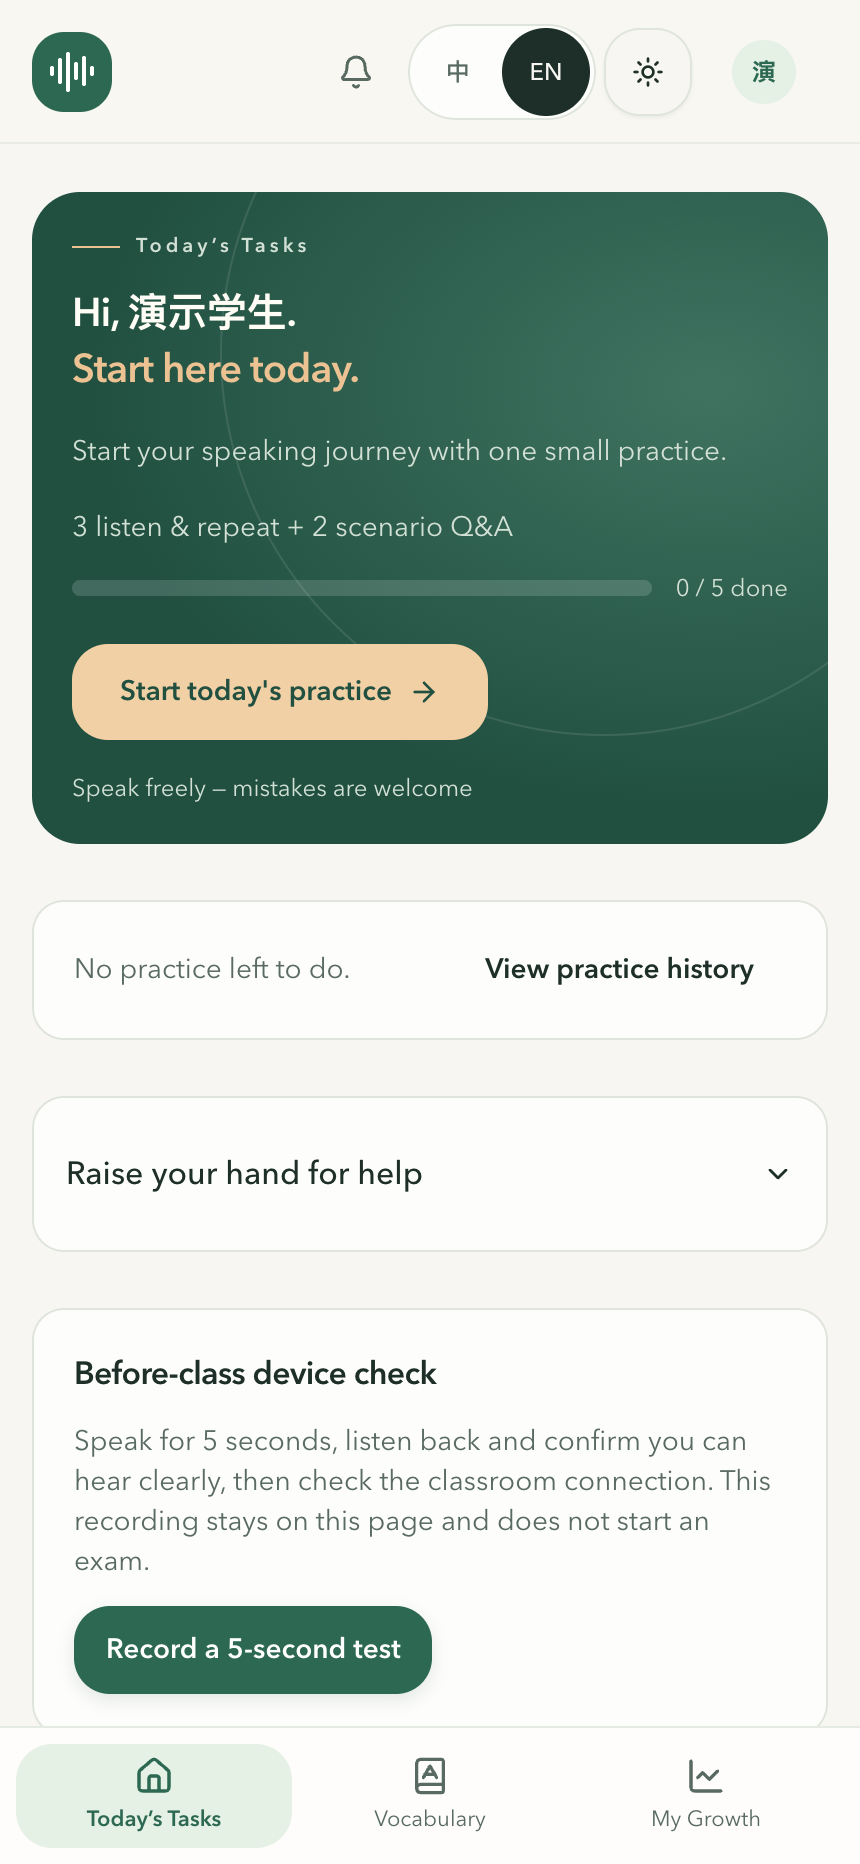 中
EN
演
Today's Tasks
Hi, 演示学生.
Start here today.
Start your speaking journey with one small practice.
3 listen & repeat + 2 scenario Q&A
0 / 5 done
Start today's practice
Speak freely – mistakes are welcome
No practice left to do.
View practice history
Raise your hand for help
Before-class device check
Speak for 5 seconds, listen back and confirm you can
hear clearly, then check the classroom connection. This
recording stays on this page and does not start an
exam.
Record a 5-second test
Today's Tasks
Vocabulary
My Growth